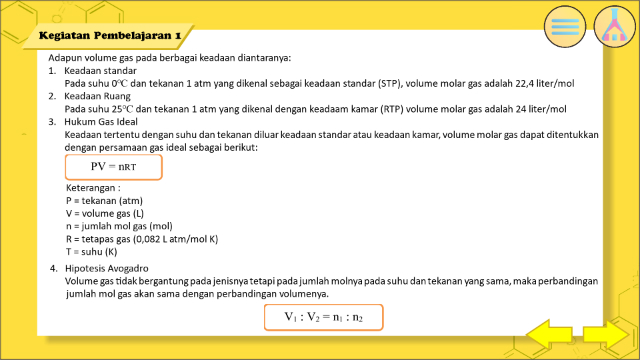 Kegiatan Pembelajaran 1
Adapun volume gas pada berbagai keadaan diantaranya:
1. Keadaan standar
Pada suhu 0℃ dan tekanan 1 atm yang dikenal sebagai keadaan standar (STP), volume molar gas adalah 22,4 liter/mol
2. Keadaan Ruang
Pada suhu 25℃ dan tekanan 1 atm yang dikenal dengan keadaam kamar (RTP) volume molar gas adalah 24 liter/mol
3. Hukum Gas Ideal
Keadaan tertentu dengan suhu dan tekanan diluar keadaan standar atau keadaan kamar, volume molar gas dapat ditentukkan
dengan persamaan gas ideal sebagai berikut:
PV = nRT
Keterangan :
P = tekanan (atm)
V = volume gas (L)
n = jumlah mol gas (mol)
R = tetapas gas (0,082 L atm/mol K)
T = suhu (K)
4. Hipotesis Avogadro
Volume gas tidak bergantung pada jenisnya tetapi pada jumlah molnya pada suhu dan tekanan yang sama, maka perbandingan
jumlah mol gas akan sama dengan perbandingan volumenya.
V₁ : V₂ = n₁ : n₂